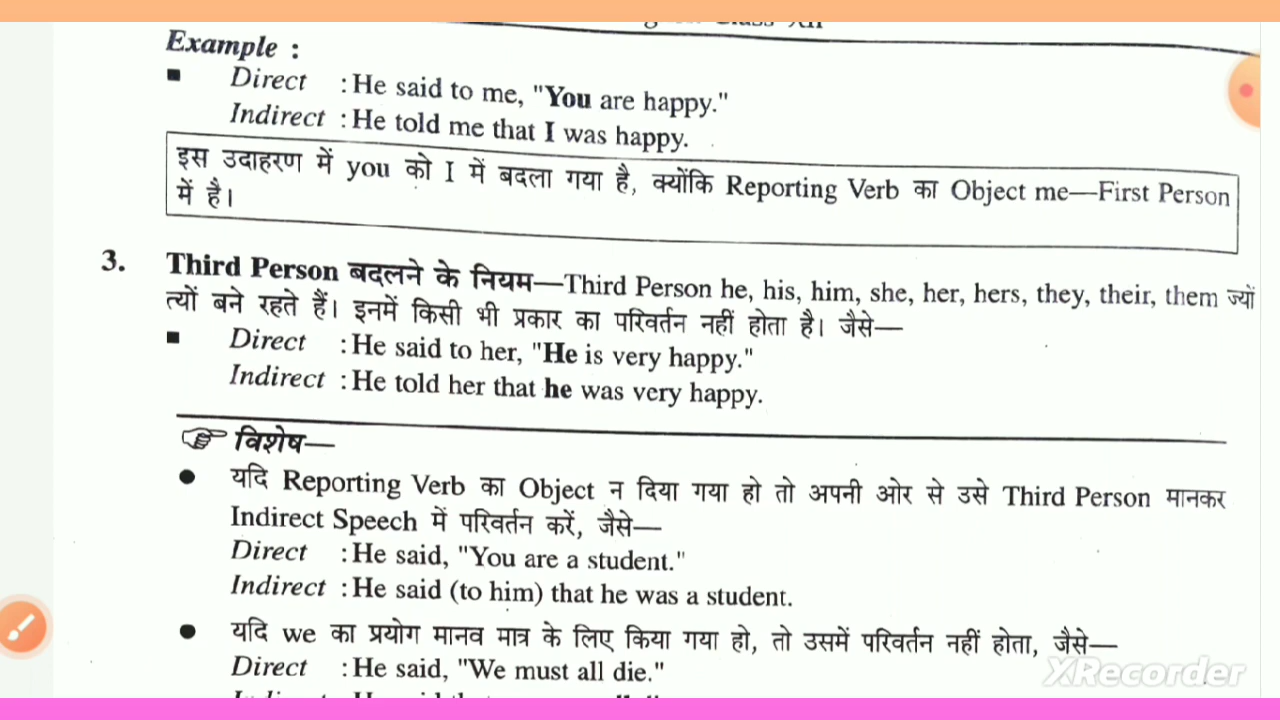 Class XII
Example :
■ Direct : He said to me, "You are happy."
Indirect : He told me that I was happy.
इस उदाहरण में you को I में बदला गया है, क्योंकि Reporting Verb का Object me—First Person
में है।
3. Third Person बदलने के नियम—Third Person he, his, him, she, her, hers, they, their, them ज्यों
त्यों बने रहते हैं। इनमें किसी भी प्रकार का परिवर्तन नहीं होता है। जैसे—
■ Direct : He said to her, "He is very happy."
Indirect : He told her that he was very happy.
☞ विशेष—
● यदि Reporting Verb का Object न दिया गया हो तो अपनी ओर से उसे Third Person मानकर
Indirect Speech में परिवर्तन करें, जैसे—
Direct : He said, "You are a student."
Indirect : He said (to him) that he was a student.
● यदि we का प्रयोग मानव मात्र के लिए किया गया हो, तो उसमें परिवर्तन नहीं होता, जैसे—
Direct : He said, "We must all die."
XRecorder